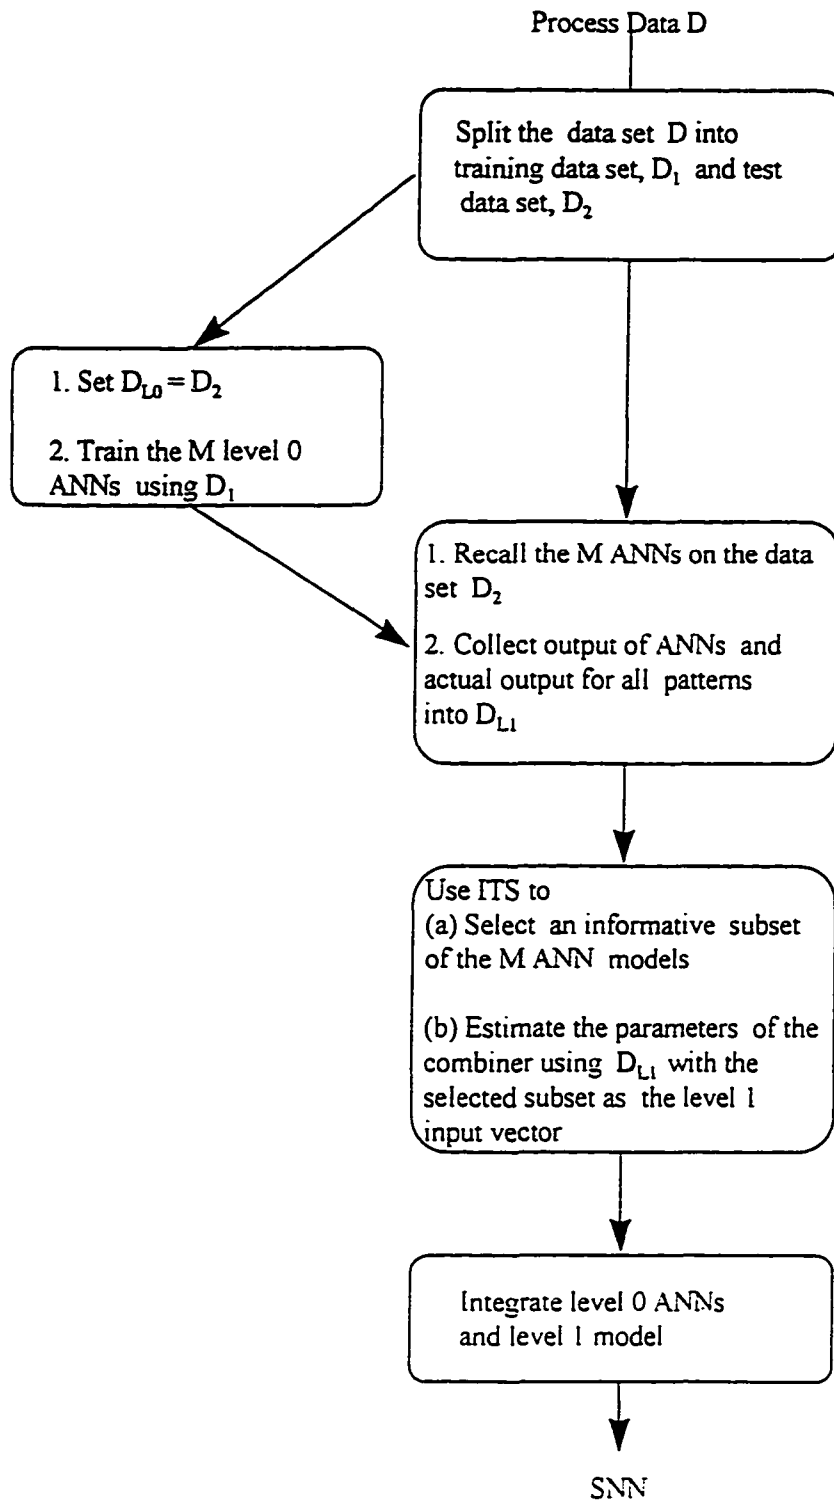 Process Data D
Split the data set D into
training data set, D₁ and test
data set, D₂
1. Set D_L0 = D₂
2. Train the M level 0
ANNs using D₁
1. Recall the M ANNs on the data
set D₂
2. Collect output of ANNs and
actual output for all patterns
into D_L1
Use ITS to
(a) Select an informative subset
of the M ANN models
(b) Estimate the parameters of the
combiner using D_L1 with the
selected subset as the level 1
input vector
Integrate level 0 ANNs
and level 1 model
SNN